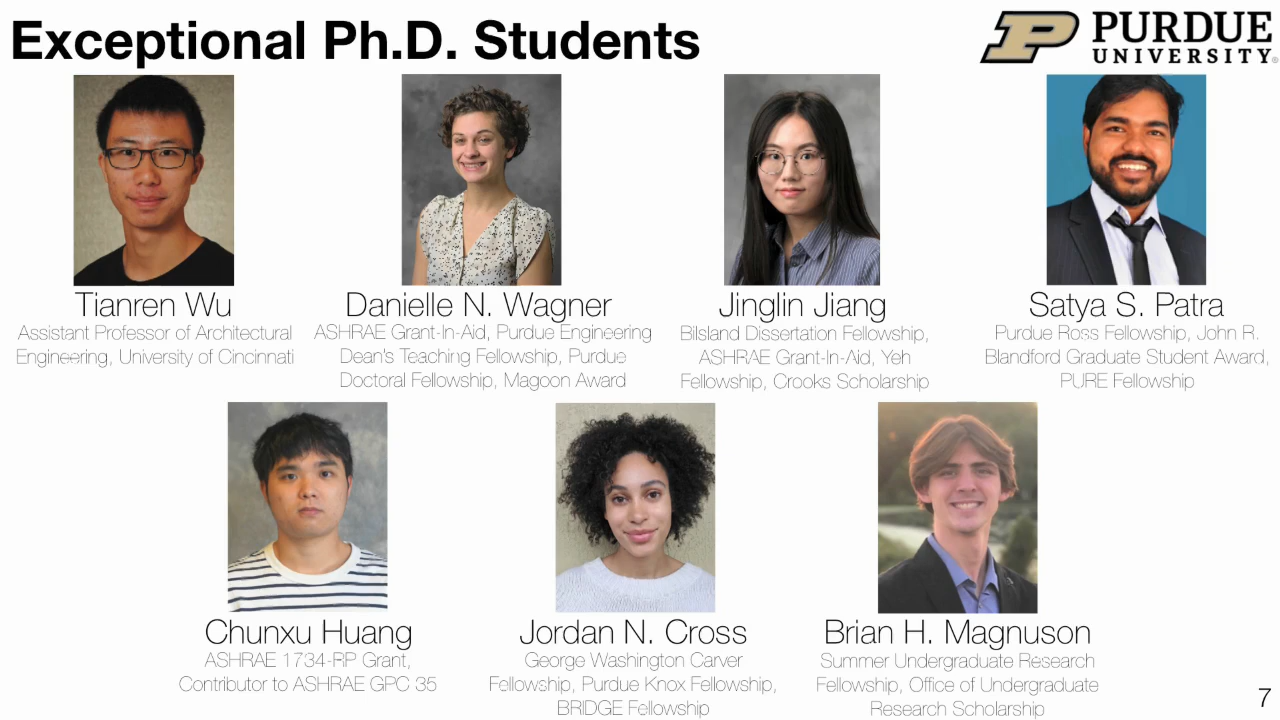 Exceptional Ph.D. Students
PURDUE
UNIVERSITY®
Tianren Wu
Assistant Professor of Architectural
Engineering, University of Cincinnati
Danielle N. Wagner
ASHRAE Grant-In-Aid, Purdue Engineering
Dean's Teaching Fellowship, Purdue
Doctoral Fellowship, Magoon Award
Jinglin Jiang
Bilsland Dissertation Fellowship,
ASHRAE Grant-In-Aid, Yeh
Fellowship, Crooks Scholarship
Satya S. Patra
Purdue Ross Fellowship, John R.
Blandford Graduate Student Award,
PURE Fellowship
Chunxu Huang
ASHRAE 1734-RP Grant,
Contributor to ASHRAE GPC 35
Jordan N. Cross
George Washington Carver
Fellowship, Purdue Knox Fellowship,
BRIDGE Fellowship
Brian H. Magnuson
Summer Undergraduate Research
Fellowship, Office of Undergraduate
Research Scholarship
7